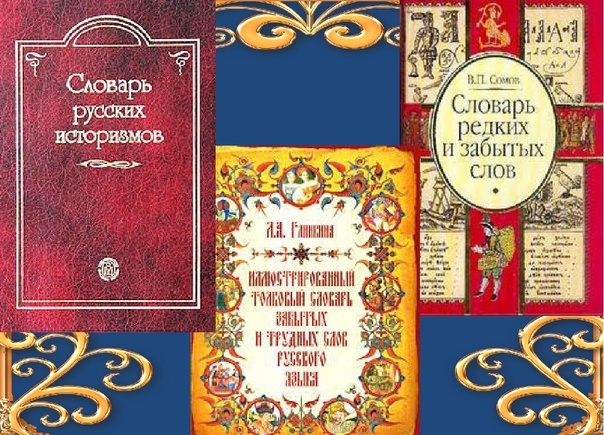 Словарь
русских
историзмов
В.П. Сомов
Словарь
редких
и забытых
слов
Л.А. Глинкина
Иллюстрированный
толковый словарь
забытых
и трудных слов
русского
языка